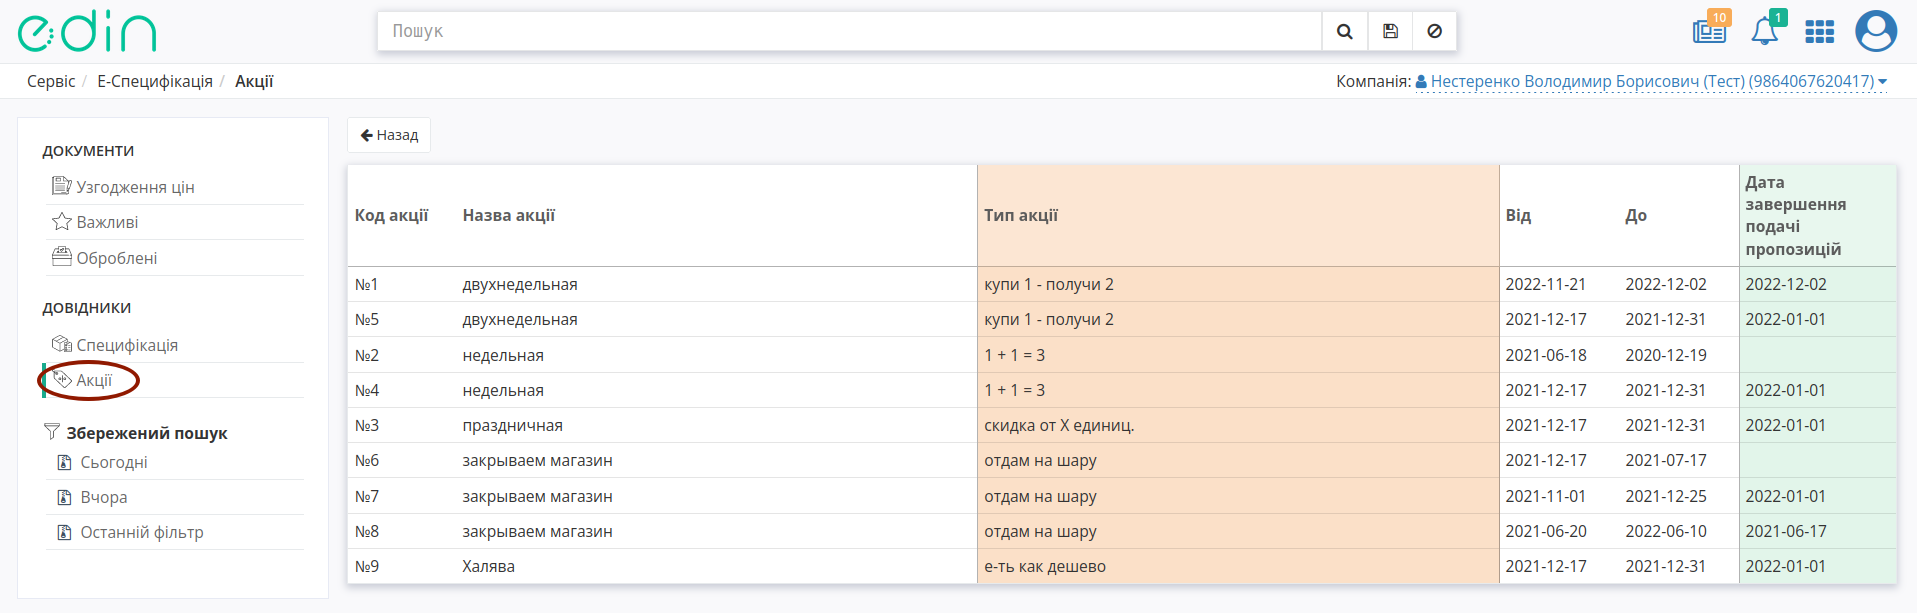 edin
Пошук
10
1
Сервіс / Е-Специфікація / Акції
Компанія: Нестеренко Володимир Борисович (Тест) (9864067620417)
ДОКУМЕНТИ
Узгодження цін
Важливі
Оброблені
ДОВІДНИКИ
Специфікація
Акції
Збережений пошук
Сьогодні
Вчора
Останній фільтр
Назад
Код акції Назва акції Тип акції Від До Дата
завершення
подачі
пропозицій
№1 двухнедельная купи 1 - получи 2 2022-11-21 2022-12-02 2022-12-02
№5 двухнедельная купи 1 - получи 2 2021-12-17 2021-12-31 2022-01-01
№2 недельная 1 + 1 = 3 2021-06-18 2020-12-19
№4 недельная 1 + 1 = 3 2021-12-17 2021-12-31 2022-01-01
№3 праздничная скидка от Х единиц. 2021-12-17 2021-12-31 2022-01-01
№6 закрываем магазин отдам на шару 2021-12-17 2021-07-17
№7 закрываем магазин отдам на шару 2021-11-01 2021-12-25 2022-01-01
№8 закрываем магазин отдам на шару 2021-06-20 2022-06-10 2021-06-17
№9 Халява е-ть как дешево 2021-12-17 2021-12-31 2022-01-01